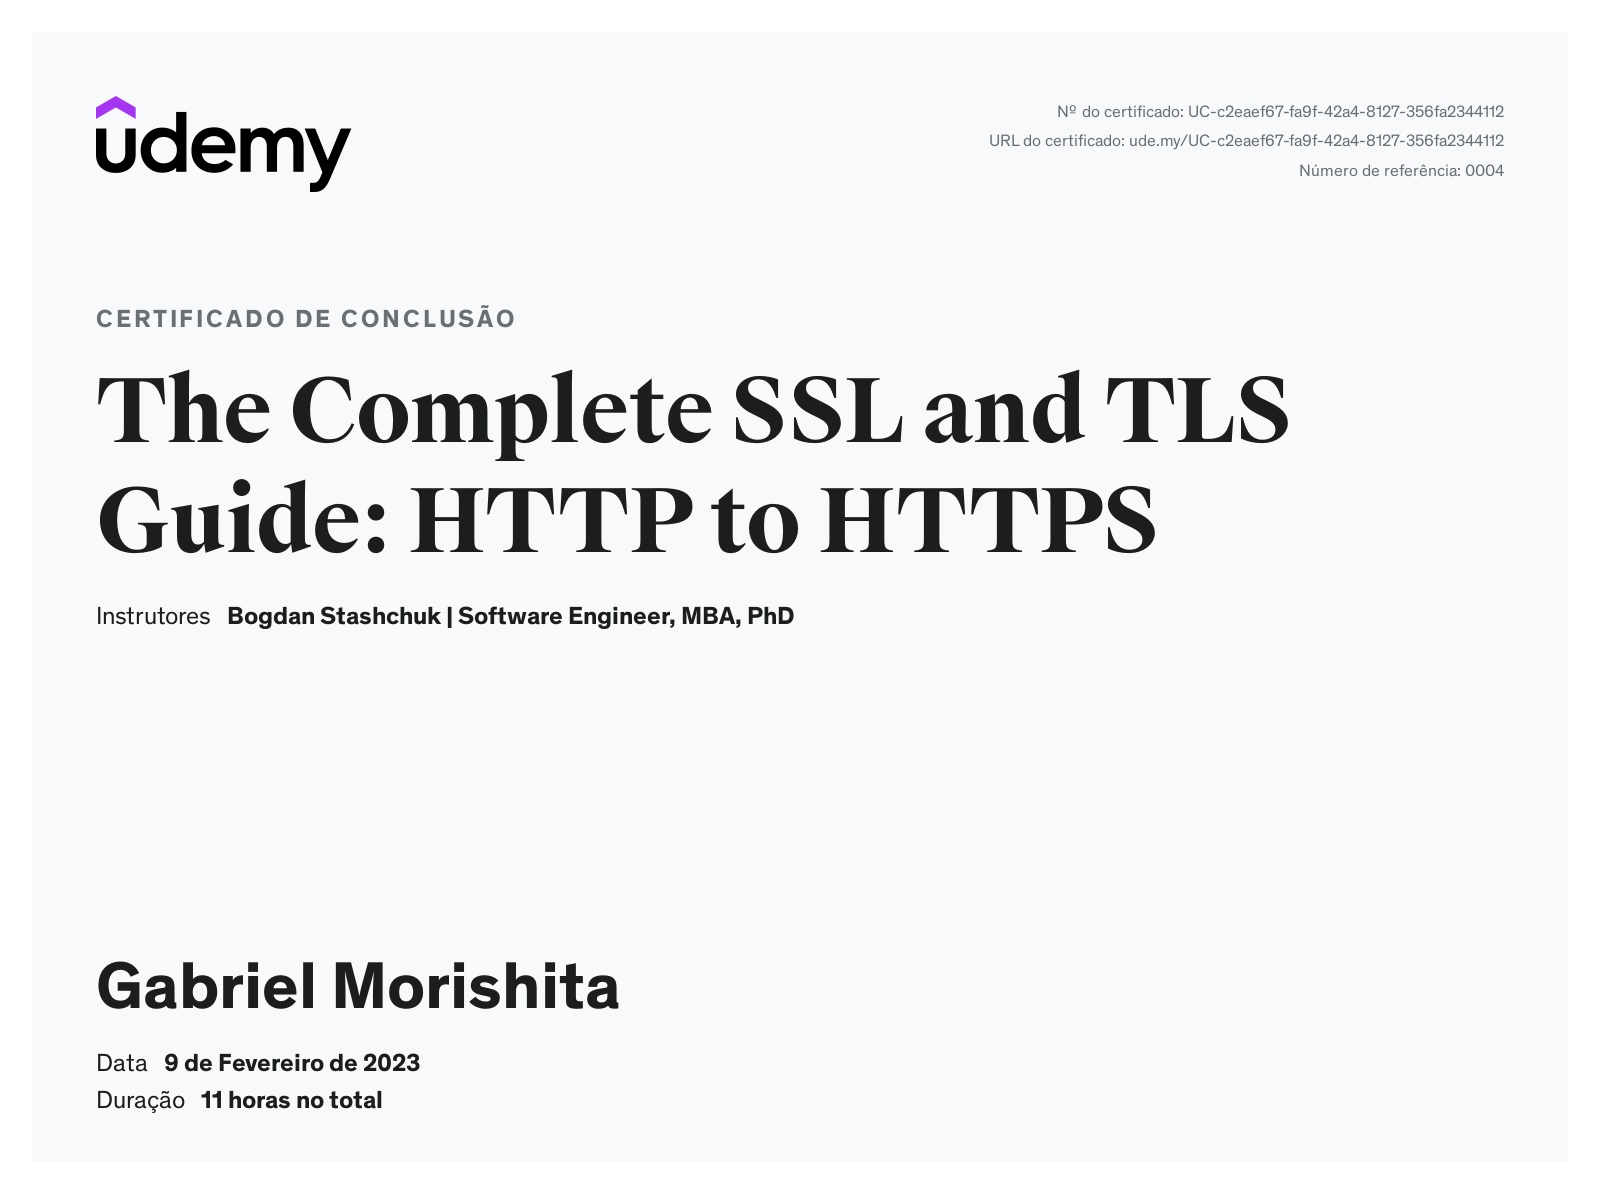 udemy
Nº do certificado: UC-c2eaef67-fa9f-42a4-8127-356fa2344112
URL do certificado: ude.my/UC-c2eaef67-fa9f-42a4-8127-356fa2344112
Número de referência: 0004
CERTIFICADO DE CONCLUSÃO
The Complete SSL and TLS
Guide: HTTP to HTTPS
Instrutores Bogdan Stashchuk | Software Engineer, MBA, PhD
Gabriel Morishita
Data 9 de Fevereiro de 2023
Duração 11 horas no total